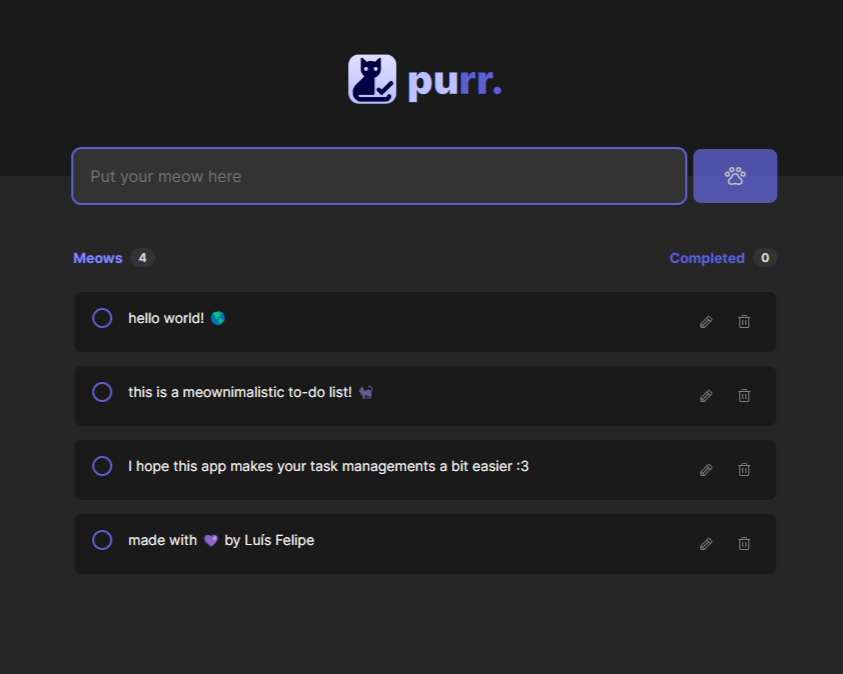 purr.
Put your meow here
Meows 4 Completed 0
hello world! 🌎
this is a meownimalistic to-do list! 🐈‍⬛
I hope this app makes your task managements a bit easier :3
made with 💜 by Luís Felipe